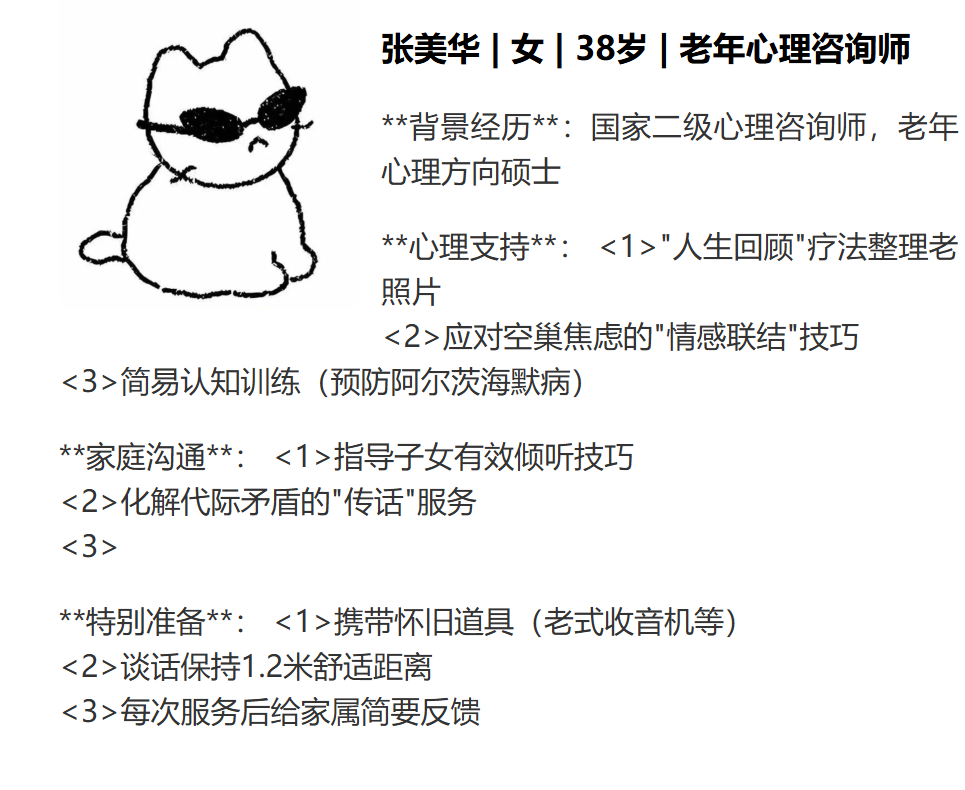 张美华 | 女 | 38岁 | 老年心理咨询师
**背景经历**：国家二级心理咨询师，老年
心理方向硕士
**心理支持**： <1>"人生回顾"疗法整理老
照片
<2>应对空巢焦虑的"情感联结"技巧
<3>简易认知训练（预防阿尔茨海默病）
**家庭沟通**： <1>指导子女有效倾听技巧
<2>化解代际矛盾的"传话"服务
<3>
**特别准备**： <1>携带怀旧道具（老式收音机等）
<2>谈话保持1.2米舒适距离
<3>每次服务后给家属简要反馈